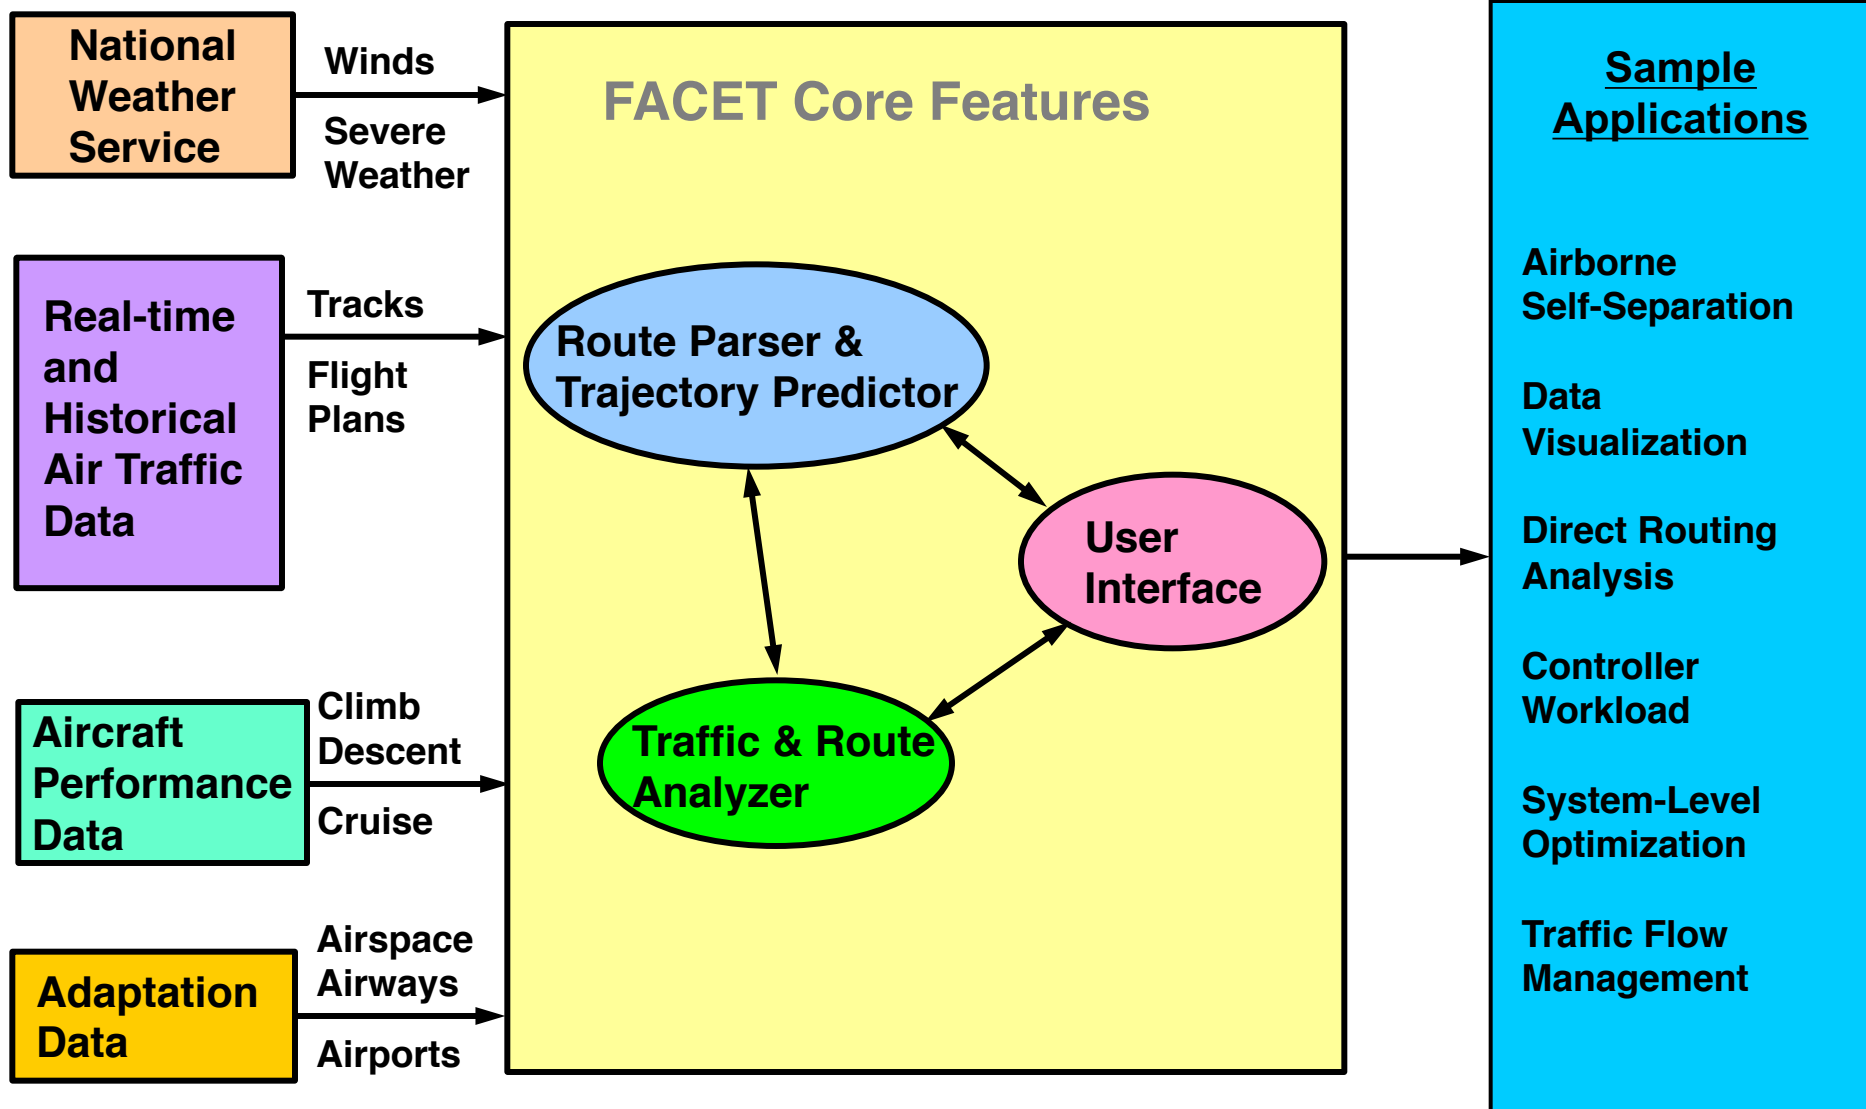 National
Weather
Service
Winds
Severe
Weather
Real-time
and
Historical
Air Traffic
Data
Tracks
Flight
Plans
Aircraft
Performance
Data
Climb
Descent
Cruise
Adaptation
Data
Airspace
Airways
Airports
FACET Core Features
Route Parser &
Trajectory Predictor
User
Interface
Traffic & Route
Analyzer
Sample
Applications
Airborne
Self-Separation
Data
Visualization
Direct Routing
Analysis
Controller
Workload
System-Level
Optimization
Traffic Flow
Management